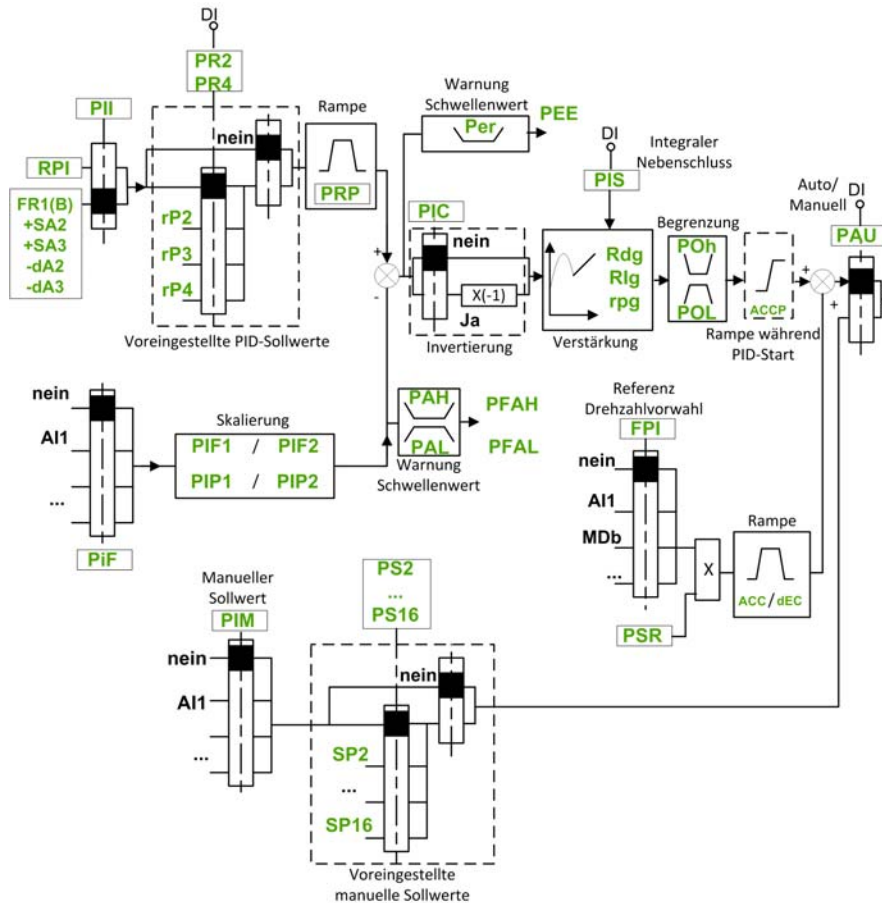 DI
PR2
PR4
PII
nein
Rampe
Warnung
Schwellenwert
Per
PEE
DI
Integraler
Nebenschluss
PIS
RPI
FR1(B)
+SA2
+SA3
-dA2
-dA3
rP2
rP3
rP4
Voreingestellte PID-Sollwerte
PRP
+
-
PIC
nein
X(-1)
Ja
Invertierung
Rdg
RIg
rpg
Verstärkung
Begrenzung
POh
POL
ACCP
Rampe während
PID-Start
Auto/
Manuell
DI
PAU
+
+
nein
AI1
...
PiF
Skalierung
PIF1 / PIF2
PIP1 / PIP2
PAH
PAL
PFAH
PFAL
Warnung
Schwellenwert
Referenz
Drehzahlvorwahl
FPI
nein
AI1
MDb
...
X
PSR
Rampe
ACC/dEC
Manueller
Sollwert
PIM
nein
AI1
...
PS2
...
PS16
nein
SP2
...
SP16
Voreingestellte
manuelle Sollwerte